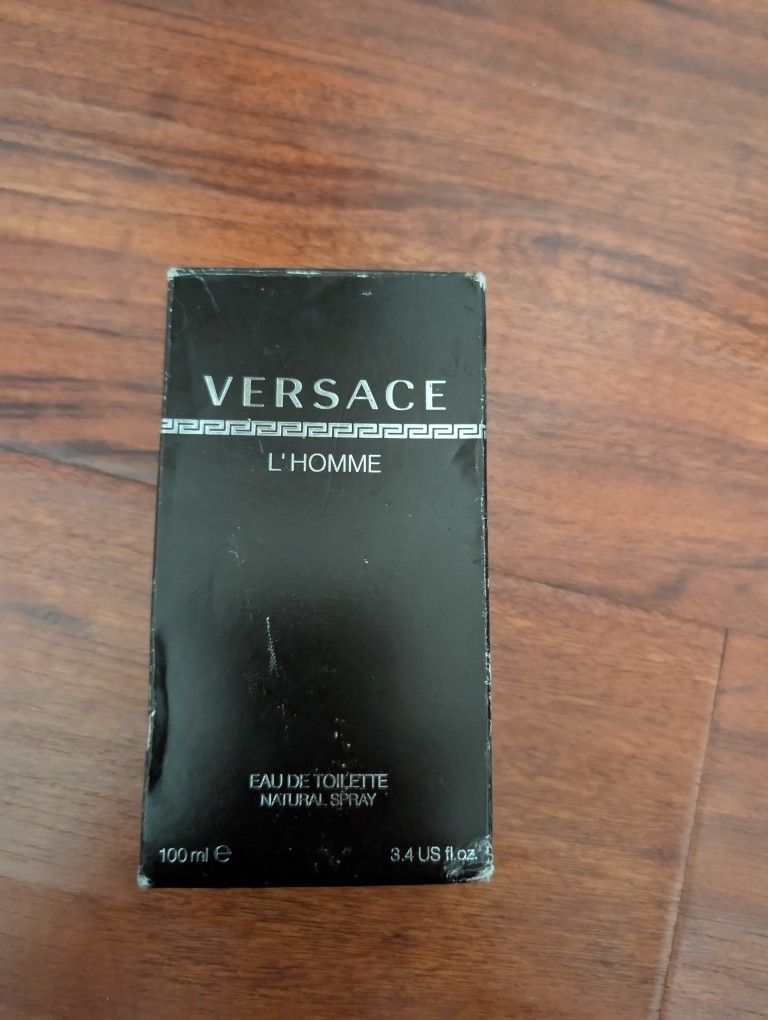 VERSACE
L'HOMME
EAU DE TOILETTE
NATURAL SPRAY
100 ml ℮ 3.4 US fl.oz.